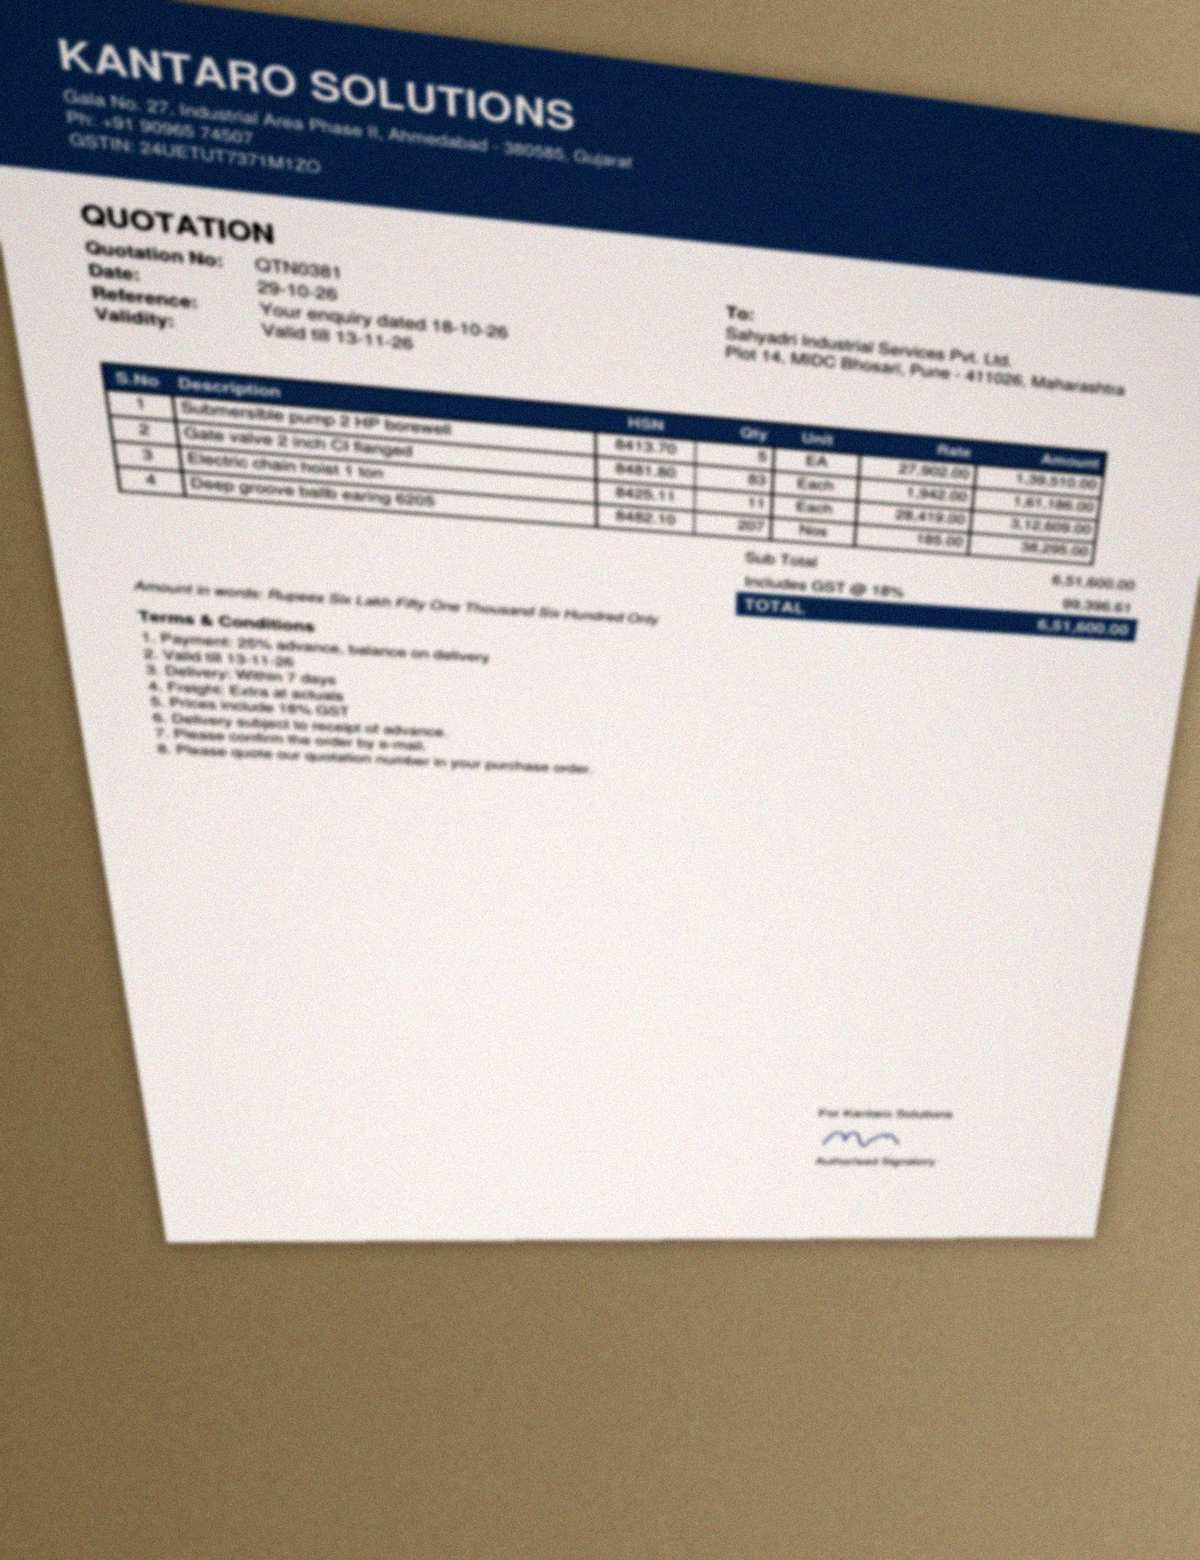 KANTARO SOLUTIONS
Gala No. 27, Industrial Area Phase II, Ahmedabad - 380585, Gujarat
Ph: +91 90965 74507
GSTIN: 24UETUT7371M1ZO
QUOTATION
Quotation No: QTN0381
Date: 29-10-26
Reference: Your enquiry dated 18-10-26
Validity: Valid till 13-11-26
To:
Sahyadri Industrial Services Pvt. Ltd.
Plot 14, MIDC Bhosari, Pune - 411026, Maharashtra
S.No Description HSN Qty Unit Rate Amount
1 Submersible pump 2 HP borewell 8413.70 5 EA 27,902.00 1,39,510.00
2 Gate valve 2 inch CI flanged 8481.80 83 Each 1,942.00 1,61,186.00
3 Electric chain hoist 1 ton 8425.11 11 Each 28,419.00 3,12,609.00
4 Deep groove ballb earing 6205 8482.10 207 Nos 185.00 38,295.00
Sub Total 6,51,600.00
Includes GST @ 18% 99,396.61
TOTAL 6,51,600.00
Amount in words: Rupees Six Lakh Fifty One Thousand Six Hundred Only
Terms & Conditions
1. Payment: 25% advance, balance on delivery
2. Valid till 13-11-26
3. Delivery: Within 7 days
4. Freight: Extra at actuals
5. Prices include 18% GST
6. Delivery subject to receipt of advance.
7. Please confirm the order by e-mail.
8. Please quote our quotation number in your purchase order.
For Kantaro Solutions
Authorised Signatory